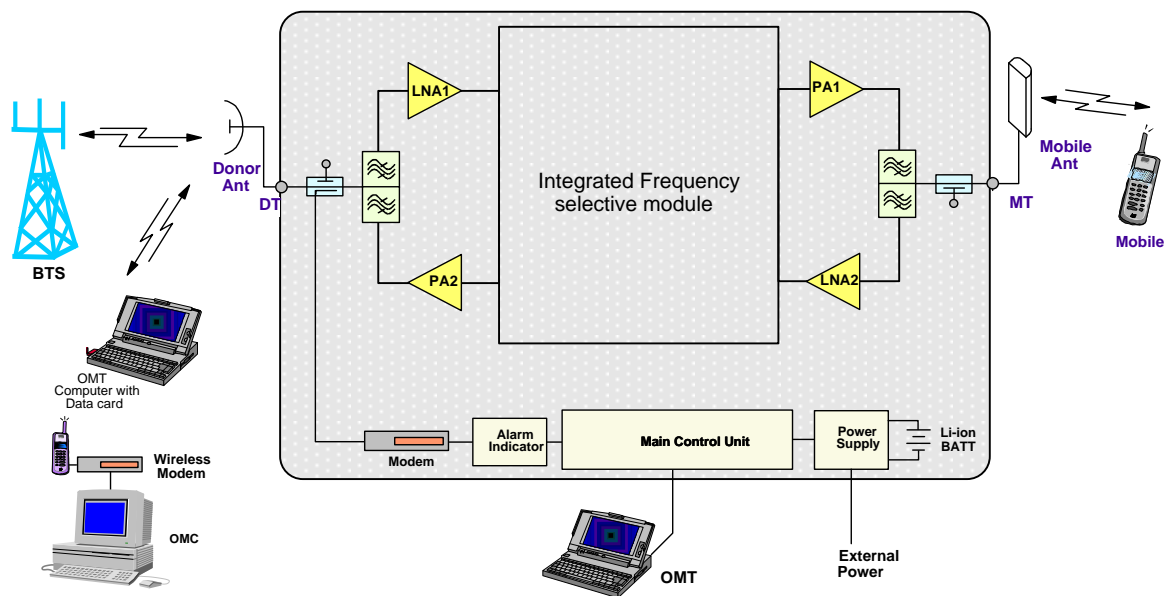 LNA1
PA1
Donor
Ant
DT
Integrated Frequency
selective module
Mobile
Ant
MT
Mobile
BTS
PA2
LNA2
OMT
Computer with
Data card
Wireless
Modem
OMC
Modem
Alarm
Indicator
Main Control Unit
Power
Supply
Li-ion
BATT
OMT
External
Power